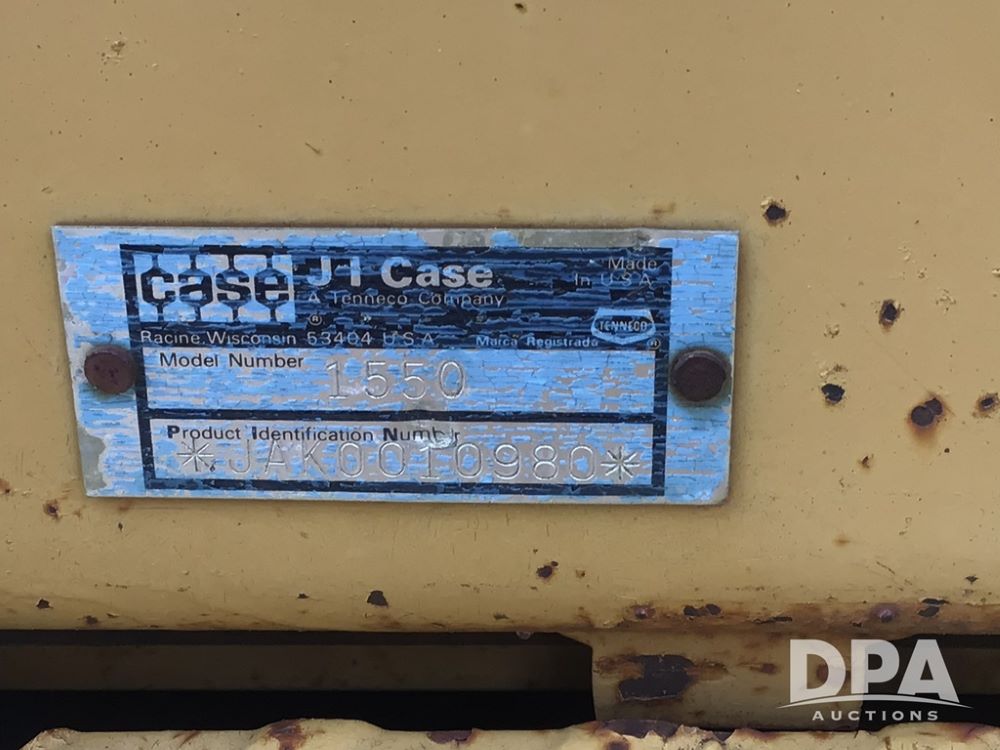 case
J I Case
A Tenneco Company
Made
In U.S.A.
TENNECO
Racine, Wisconsin 53404 U.S.A.
Marca Registrada
Model Number
1550
Product Identification Number
*JAK0010980*
DPA
AUCTIONS